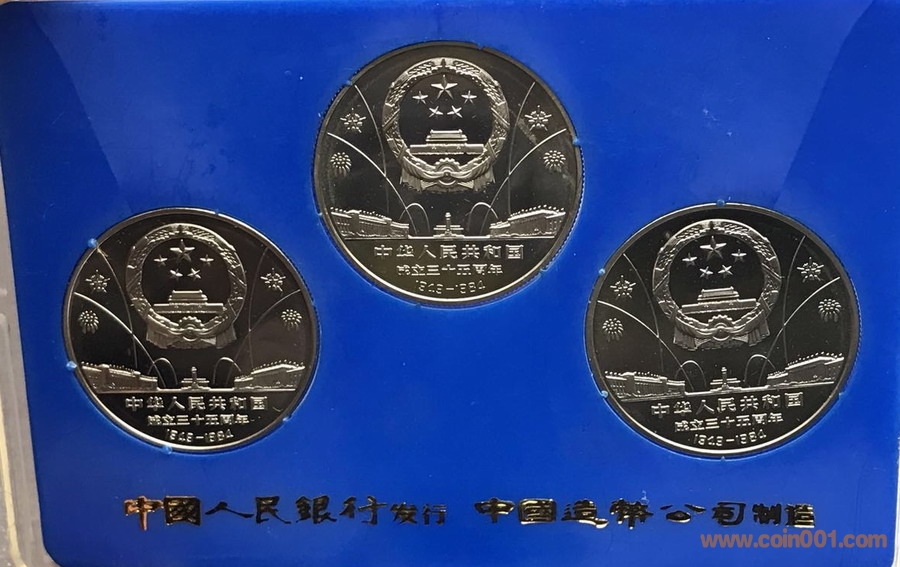 中华人民共和国
成立三十五周年
1949-1984
中华人民共和国
成立三十五周年
1949-1984
中华人民共和国
成立三十五周年
1949-1984
中國人民銀行发行 中國造幣公司制造
www.coin001.com